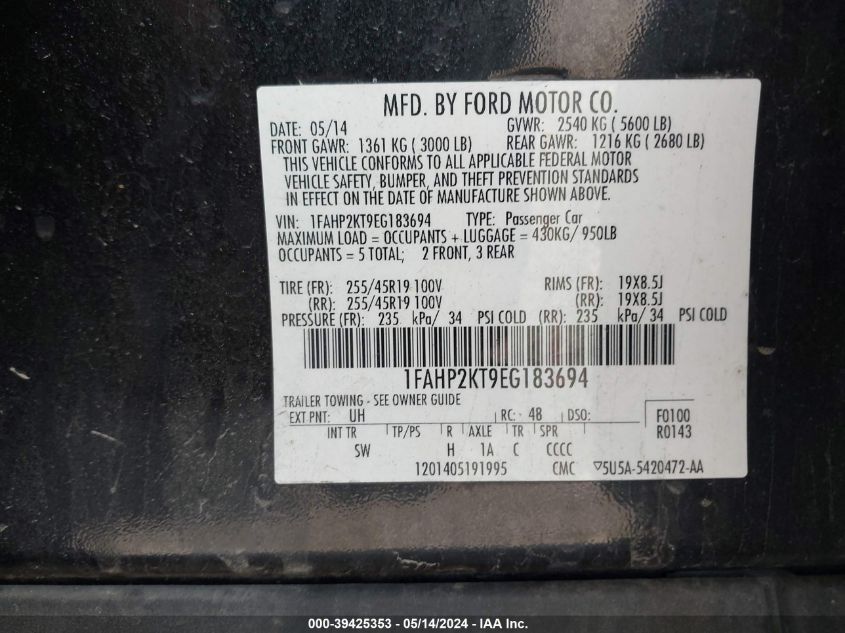 MFD. BY FORD MOTOR CO.
DATE: 05/14 GVWR: 2540 KG ( 5600 LB)
FRONT GAWR: 1361 KG ( 3000 LB) REAR GAWR: 1216 KG ( 2680 LB)
THIS VEHICLE CONFORMS TO ALL APPLICABLE FEDERAL MOTOR
VEHICLE SAFETY, BUMPER, AND THEFT PREVENTION STANDARDS
IN EFFECT ON THE DATE OF MANUFACTURE SHOWN ABOVE.
VIN: 1FAHP2KT9EG183694 TYPE: Passenger Car
MAXIMUM LOAD = OCCUPANTS + LUGGAGE = 430KG/ 950LB
OCCUPANTS = 5 TOTAL; 2 FRONT, 3 REAR
TIRE (FR): 255/45R19 100V RIMS (FR): 19X8.5J
(RR): 255/45R19 100V (RR): 19X8.5J
PRESSURE (FR): 235 kPa/ 34 PSI COLD (RR): 235 kPa/ 34 PSI COLD
1FAHP2KT9EG183694
TRAILER TOWING - SEE OWNER GUIDE
EXT PNT: UH RC: 48 DSO: F0100
INT TR TP/PS R AXLE TR SPR R0143
SW H 1A C CCCC
1201405191995 CMC ▽5U5A-5420472-AA
000-39425353 - 05/14/2024 - IAA Inc.